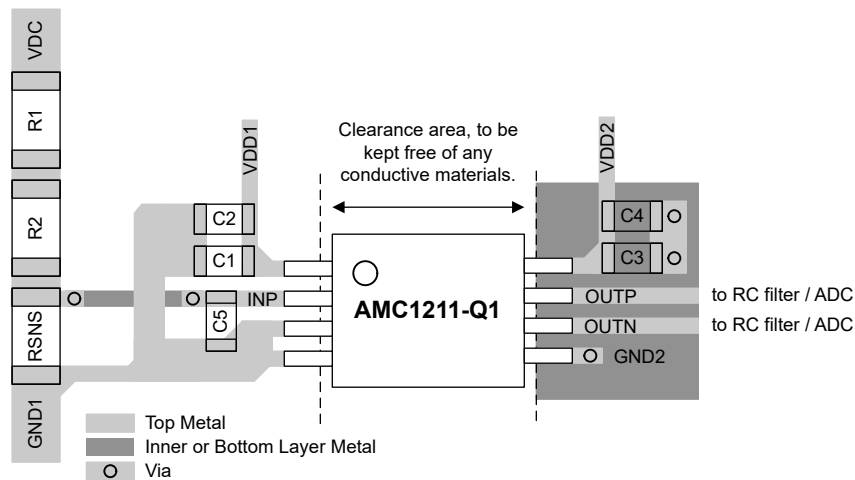 VDC
R1
R2
RSNS
GND1
VDD1
C2
C1
C5
INP
Clearance area, to be
kept free of any
conductive materials.
AMC1211-Q1
VDD2
C4
C3
OUTP
to RC filter / ADC
OUTN
to RC filter / ADC
GND2
Top Metal
Inner or Bottom Layer Metal
Via